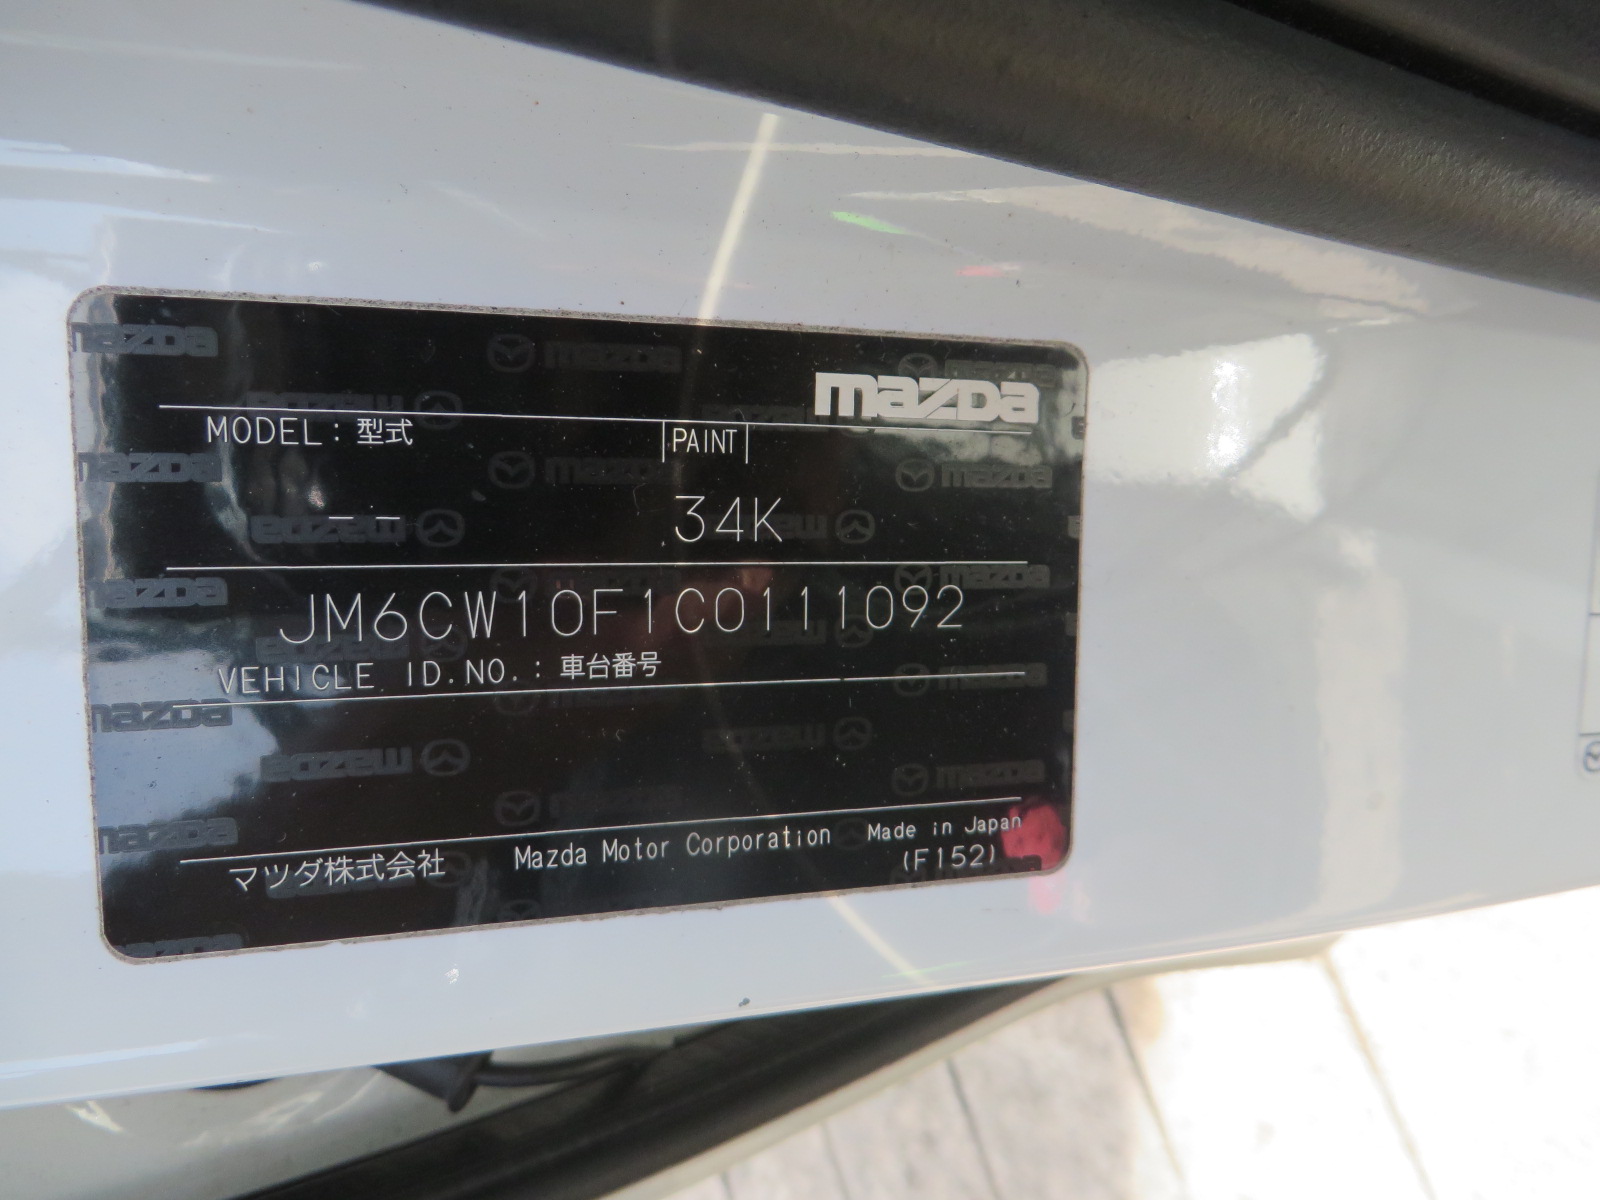 mazda
MODEL : 型式 PAINT
-- 34K
JM6CW10F1C0111092
VEHICLE ID.NO. : 車台番号
マツダ株式会社 Mazda Motor Corporation Made in Japan
(F152)